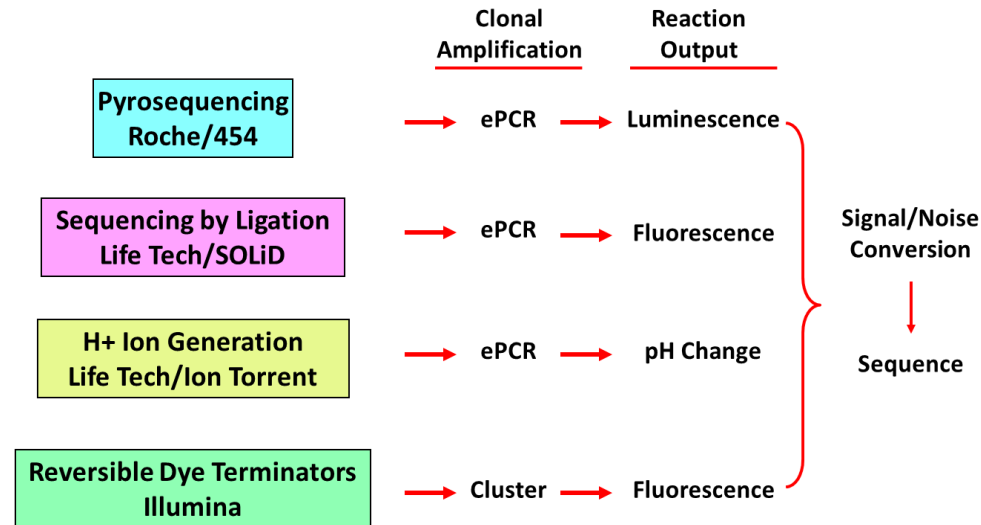 Clonal
Amplification
Reaction
Output
Pyrosequencing
Roche/454
ePCR
Luminescence
Sequencing by Ligation
Life Tech/SOLiD
ePCR
Fluorescence
Signal/Noise
Conversion
H+ Ion Generation
Life Tech/Ion Torrent
ePCR
pH Change
Sequence
Reversible Dye Terminators
Illumina
Cluster
Fluorescence